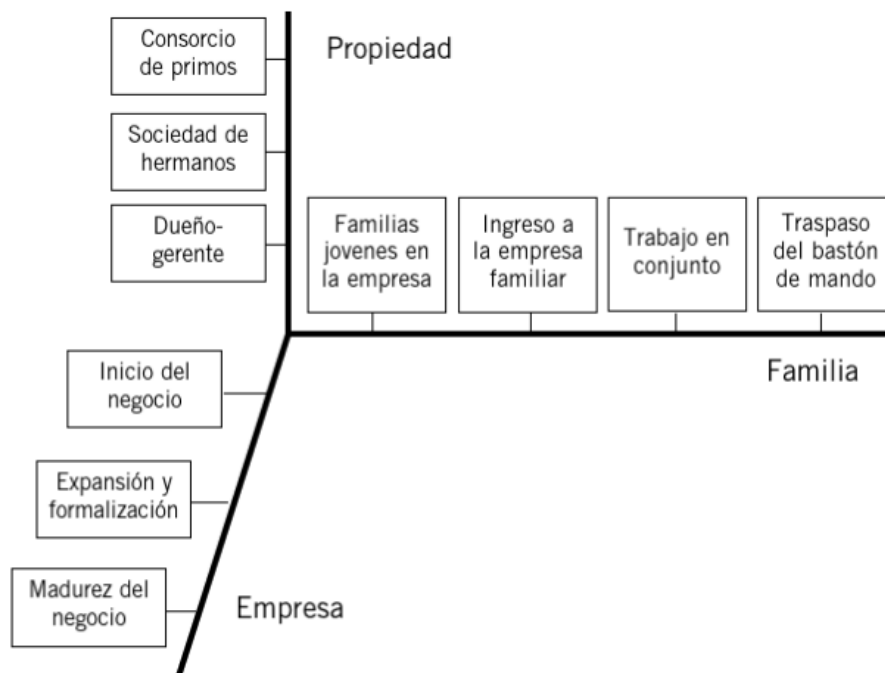 Consorcio
de primos
Propiedad
Sociedad de
hermanos
Dueño-
gerente
Familias
jovenes en
la empresa
Ingreso a
la empresa
familiar
Trabajo en
conjunto
Traspaso
del bastón
de mando
Familia
Inicio del
negocio
Expansión y
formalización
Madurez del
negocio
Empresa